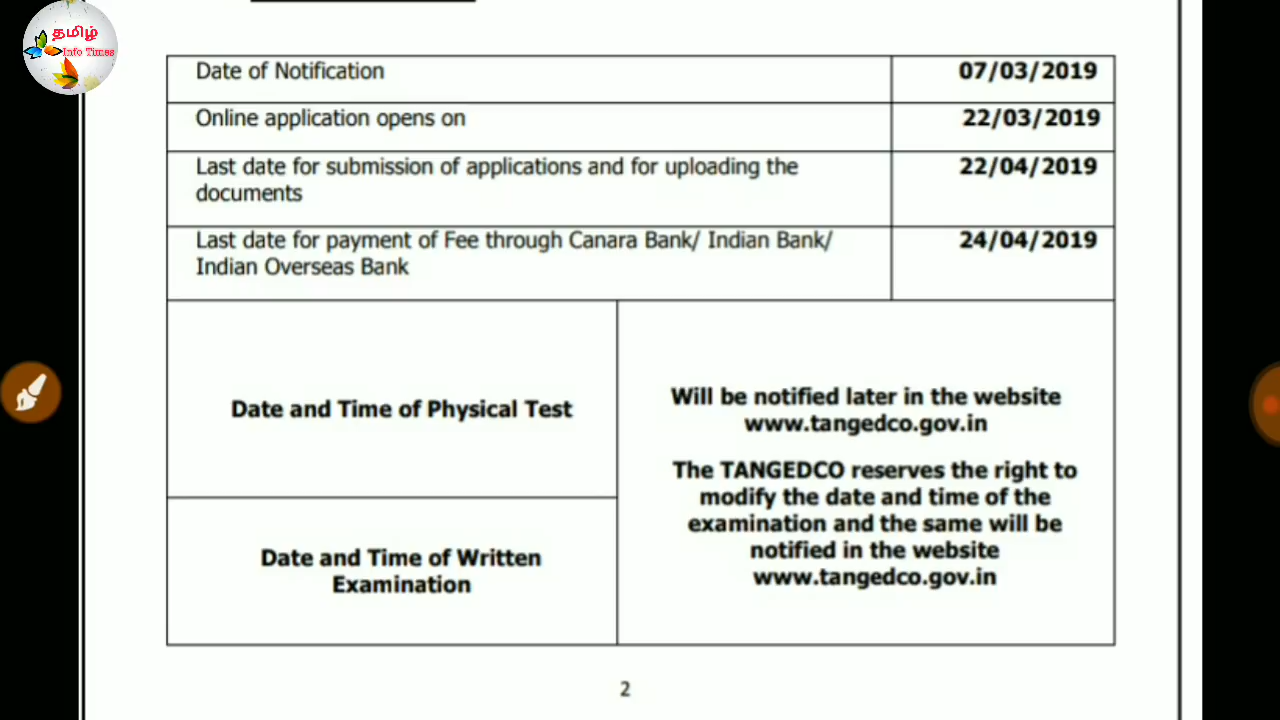 தமிழ்
Info Times
Date of Notification
07/03/2019
Online application opens on
22/03/2019
Last date for submission of applications and for uploading the
documents
22/04/2019
Last date for payment of Fee through Canara Bank/ Indian Bank/
Indian Overseas Bank
24/04/2019
Date and Time of Physical Test
Will be notified later in the website
www.tangedco.gov.in
The TANGEDCO reserves the right to
modify the date and time of the
examination and the same will be
notified in the website
www.tangedco.gov.in
Date and Time of Written
Examination
2